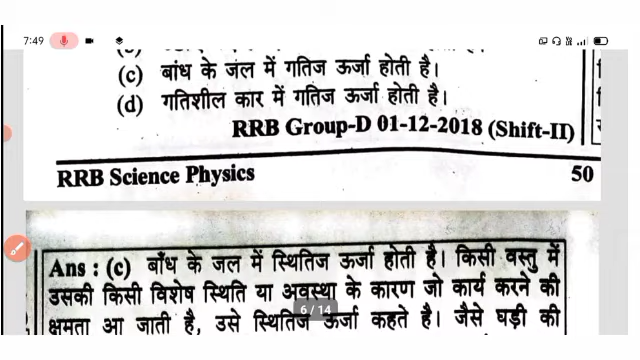 7:49
(c) बांध के जल में गतिज ऊर्जा होती है।
(d) गतिशील कार में गतिज ऊर्जा होती है।
RRB Group-D 01-12-2018 (Shift-II)
RRB Science Physics 50
Ans : (c) बाँध के जल में स्थितिज ऊर्जा होती है। किसी वस्तु में
उसकी किसी विशेष स्थिति या अवस्था के कारण जो कार्य करने की
6/14
क्षमता आ जाती है, उसे स्थितिज ऊर्जा कहते है। जैसे घड़ी की